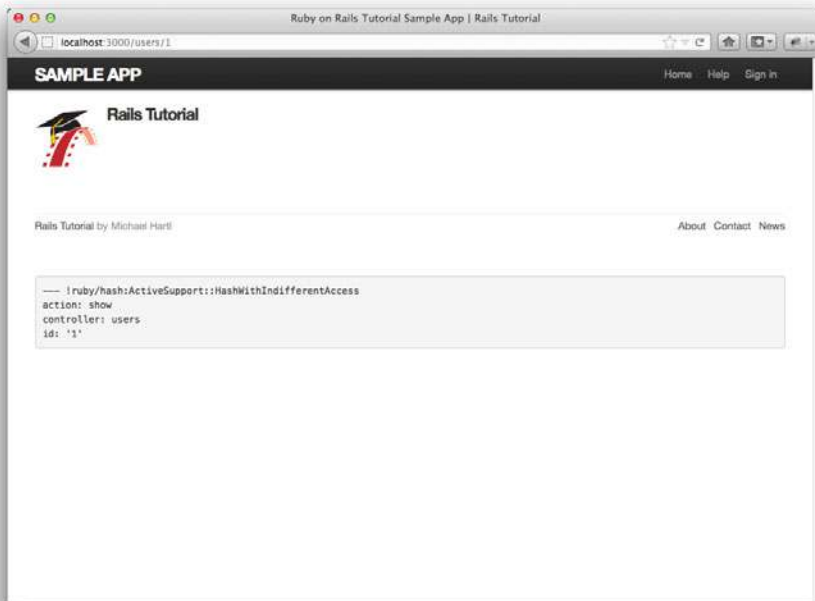 Ruby on Rails Tutorial Sample App | Rails Tutorial
localhost:3000/users/1
SAMPLE APP
Home Help Sign in
Rails Tutorial
Rails Tutorial by Michael Hartl
About Contact News
--- !ruby/hash:ActiveSupport::HashWithIndifferentAccess
action: show
controller: users
id: '1'